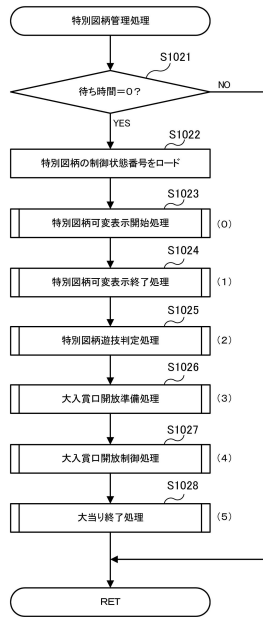 特別図柄管理処理
S1021
待ち時間=0?
NO
YES
S1022
特別図柄の制御状態番号をロード
S1023
特別図柄可変表示開始処理
(0)
S1024
特別図柄可変表示終了処理
(1)
S1025
特別図柄遊技判定処理
(2)
S1026
大入賞口開放準備処理
(3)
S1027
大入賞口開放制御処理
(4)
S1028
大当り終了処理
(5)
RET